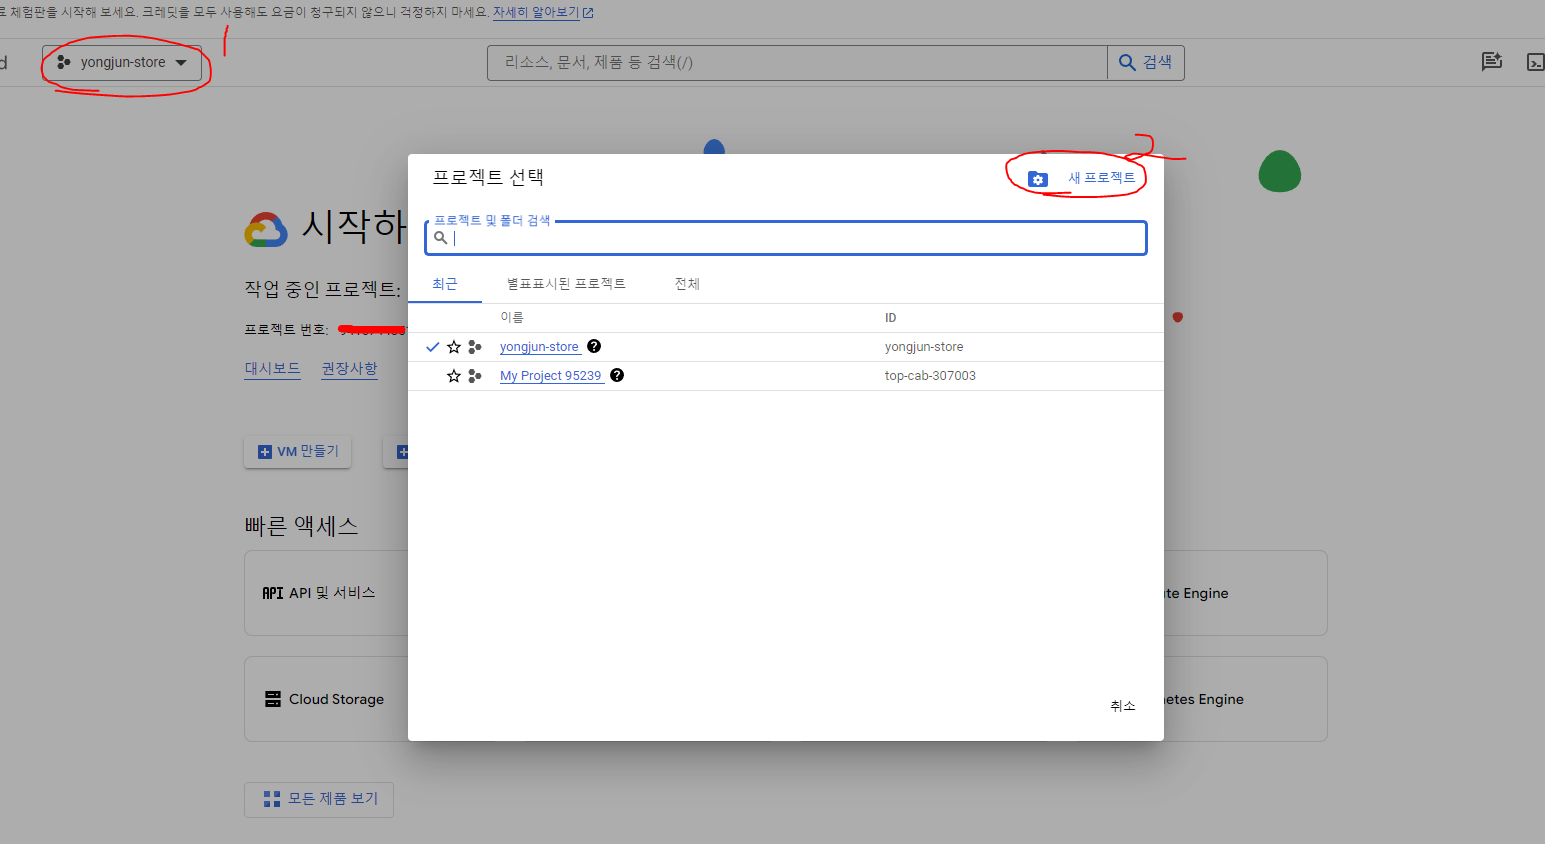 체험판을 시작해 보세요. 크레딧을 모두 사용해도 요금이 청구되지 않으니 걱정하지 마세요. 자세히 알아보기
1
yongjun-store
리소스, 문서, 제품 등 검색(/)
검색
2
프로젝트 선택
새 프로젝트
시작하
프로젝트 및 폴더 검색
최근
별표표시된 프로젝트
전체
작업 중인 프로젝트:
이름
ID
프로젝트 번호:
yongjun-store
yongjun-store
대시보드
권장사항
My Project 95239
top-cab-307003
VM 만들기
빠른 액세스
API API 및 서비스
te Engine
Cloud Storage
etes Engine
취소
모든 제품 보기